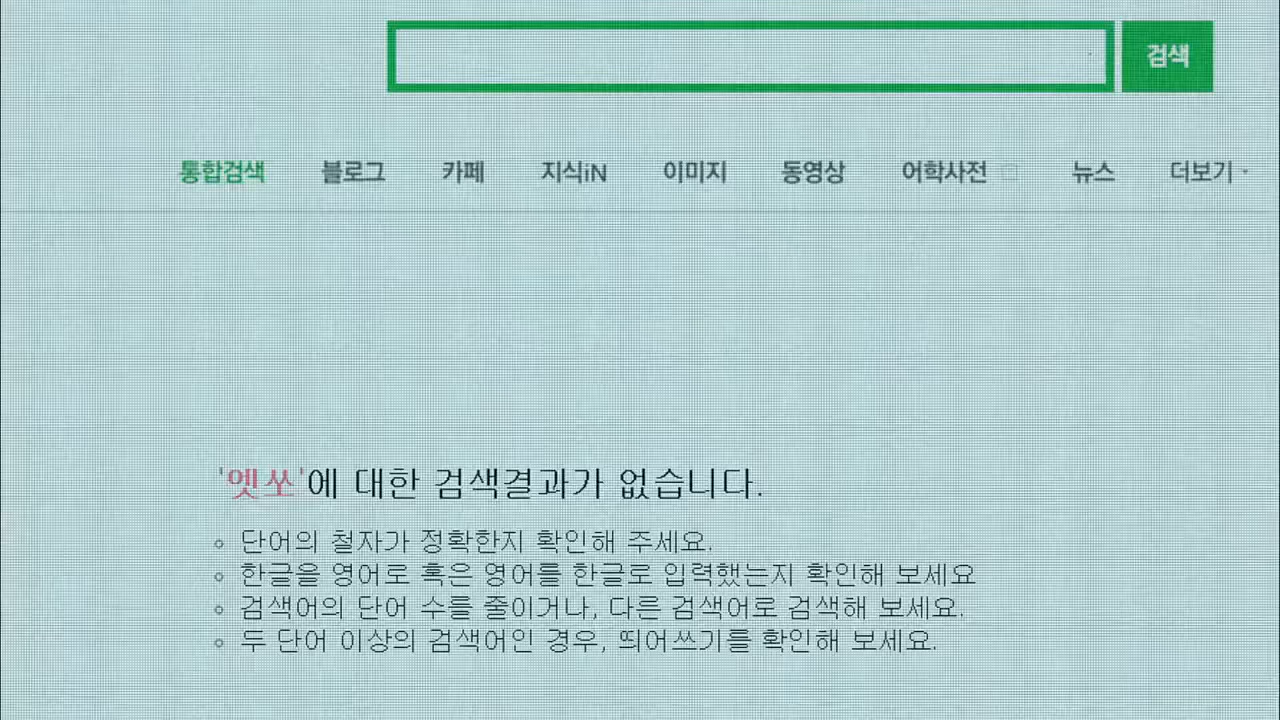 검색
통합검색 블로그 카페 지식iN 이미지 동영상 어학사전 뉴스 더보기
'멧쏘'에 대한 검색결과가 없습니다.
단어의 철자가 정확한지 확인해 주세요.
한글을 영어로 혹은 영어를 한글로 입력했는지 확인해 보세요
검색어의 단어 수를 줄이거나, 다른 검색어로 검색해 보세요.
두 단어 이상의 검색어인 경우, 띄어쓰기를 확인해 보세요.